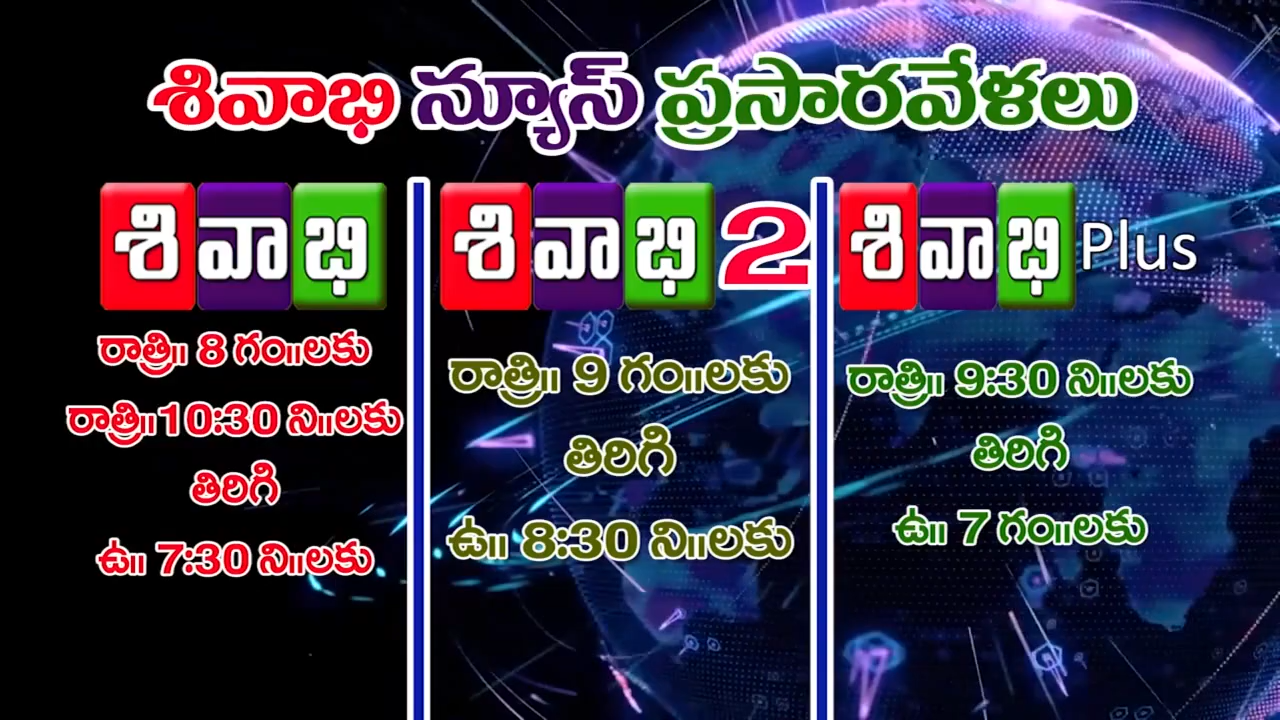 శివాభి న్యూస్ ప్రసారవేళలు
శివాభి
రాత్రి॥ 8 గం॥లకు
రాత్రి॥10:30 ని॥లకు
తిరిగి
ఉ॥ 7:30 ని॥లకు
శివాభి 2
రాత్రి॥ 9 గం॥లకు
తిరిగి
ఉ॥ 8:30 ని॥లకు
శివాభి Plus
రాత్రి॥ 9:30 ని॥లకు
తిరిగి
ఉ॥ 7 గం॥లకు